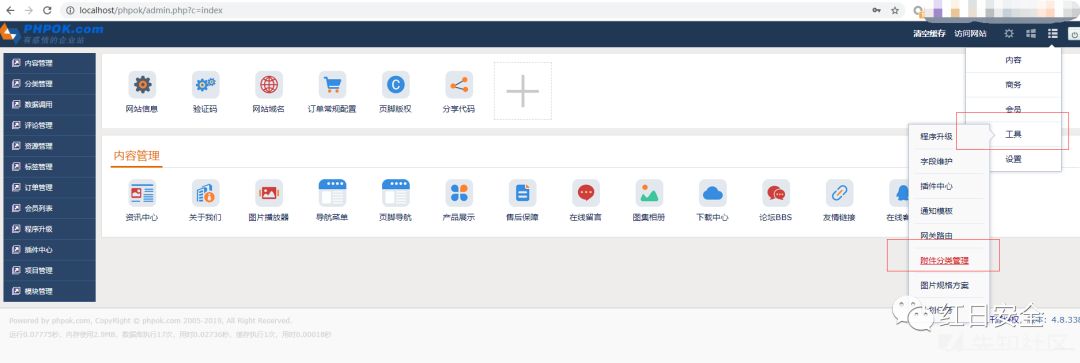 localhost/phpok/admin.php?c=index
PHPOK.com
有感情的企业站
清空缓存 访问网站
内容管理
分类管理
数据调用
评论管理
资源管理
标签管理
订单管理
会员列表
程序升级
插件中心
项目管理
模块管理
网站信息 验证码 网站域名 订单常规配置 页脚版权 分享代码
内容管理
资讯中心 关于我们 图片播放器 导航菜单 页脚导航 产品展示 售后保障 在线留言 图集相册 下载中心 论坛BBS 友情链接 在线客
内容
商务
会员
工具
设置
程序升级
字段维护
插件中心
通知模板
网关路由
附件分类管理
图片规格方案
Powered by phpok.com, CopyRight © phpok.com 2005-2019, All Right Reserved.
运行0.07775秒, 内存使用2.9MB, 数据库执行17次, 用时0.02736秒, 缓存执行1次, 用时0.00018秒
版本：4.8.338
红日安全
先知社区